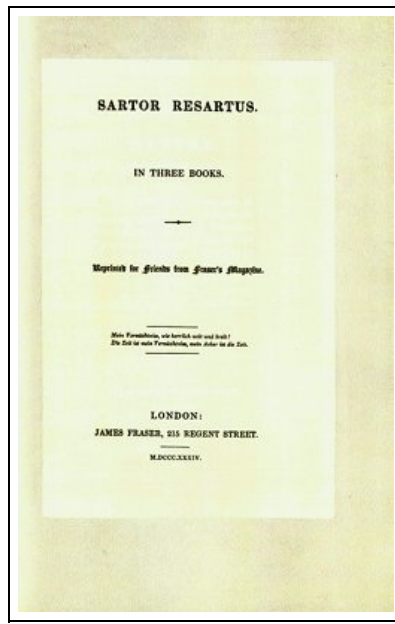 SARTOR RESARTUS.
IN THREE BOOKS.
Reprinted for Friends from Fraser's Magazine.
Mein Vermächtniss, wie herrlich weit und breit!
Die Zeit ist mein Vermächtniss, mein Acker ist die Zeit.
LONDON:
JAMES FRASER, 215 REGENT STREET.
M.DCCC.XXXIV.